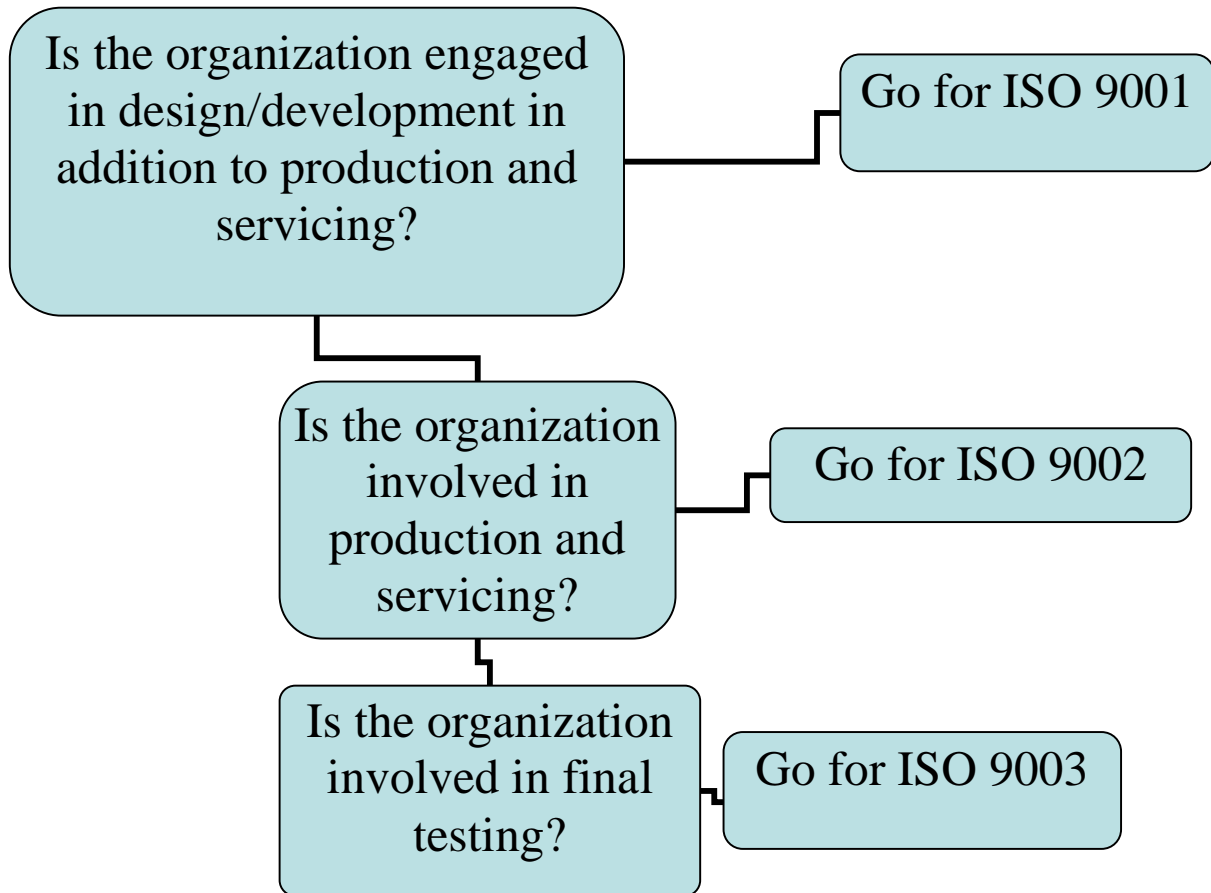 Is the organization engaged
in design/development in
addition to production and
servicing?
Go for ISO 9001
Is the organization
involved in
production and
servicing?
Go for ISO 9002
Is the organization
involved in final
testing?
Go for ISO 9003